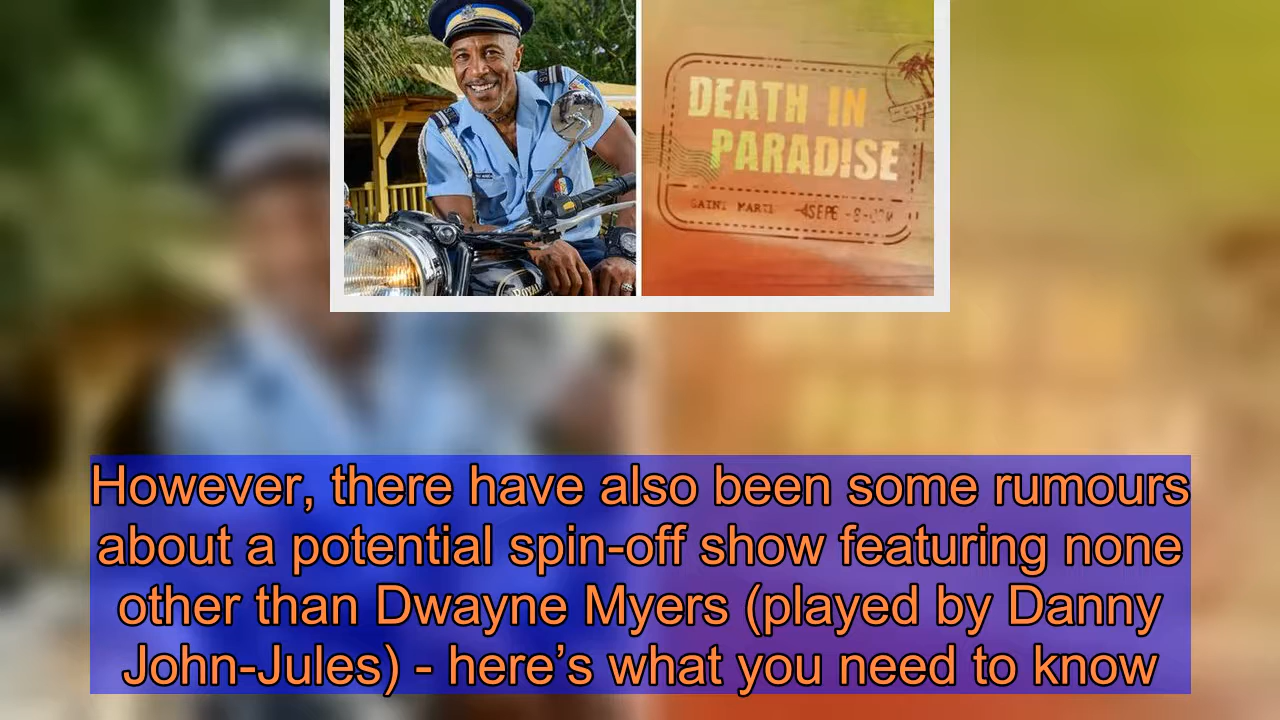 DEATH IN
PARADISE
SAINT MARIE
ROYAL
However, there have also been some rumours
about a potential spin-off show featuring none
other than Dwayne Myers (played by Danny
John-Jules) - here’s what you need to know